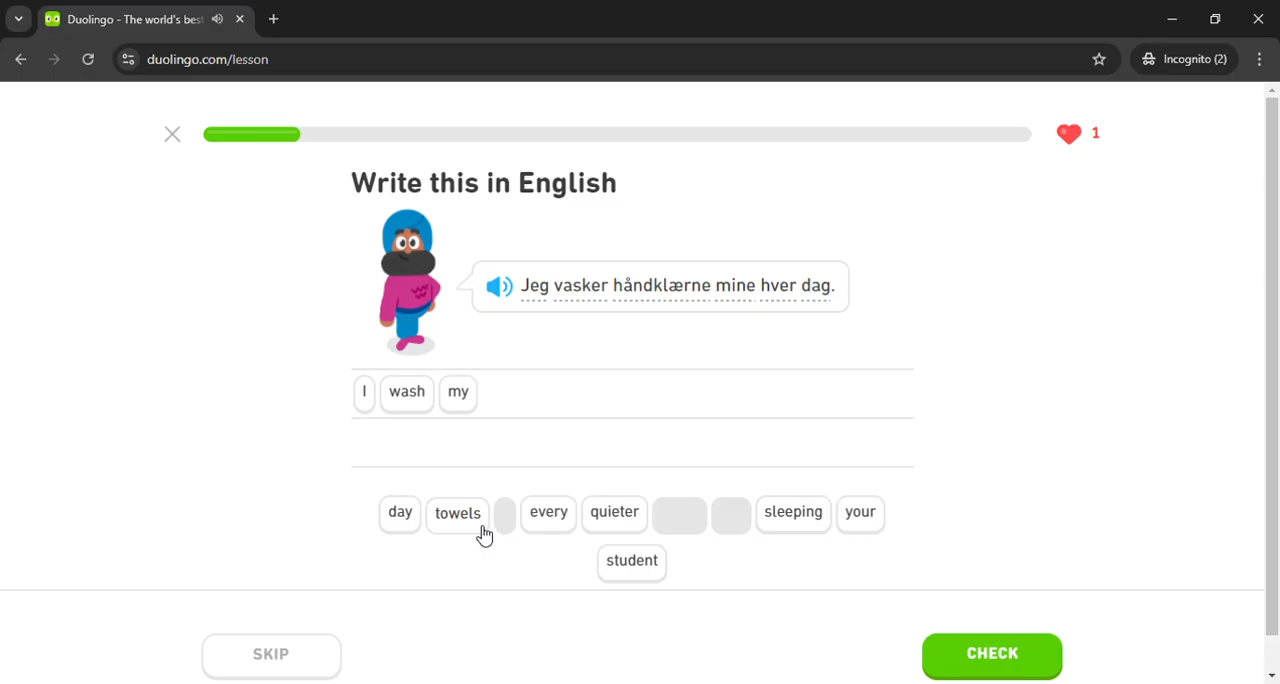 Duolingo - The world's bes
duolingo.com/lesson
Incognito (2)
1
Write this in English
Jeg vasker håndklærne mine hver dag.
I wash my
day towels every quieter sleeping your
student
SKIP
CHECK